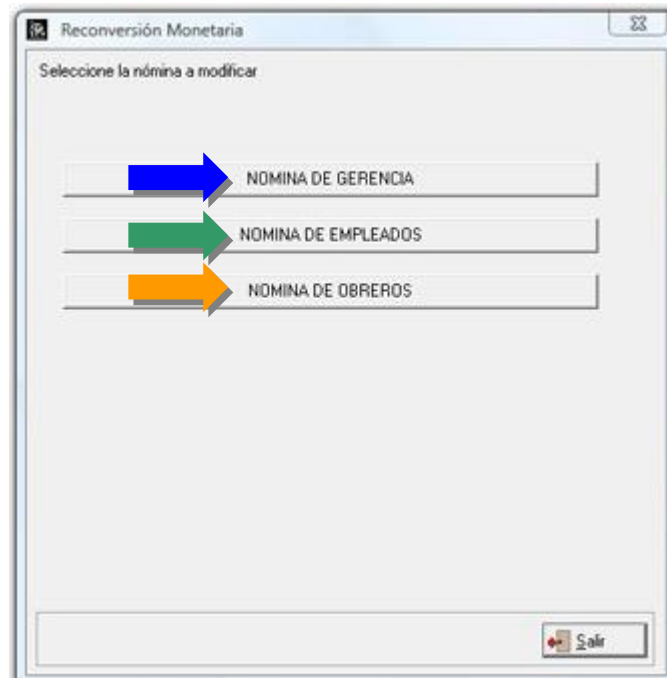 Reconversión Monetaria
Seleccione la nómina a modificar
NOMINA DE GERENCIA
NOMINA DE EMPLEADOS
NOMINA DE OBREROS
Salir